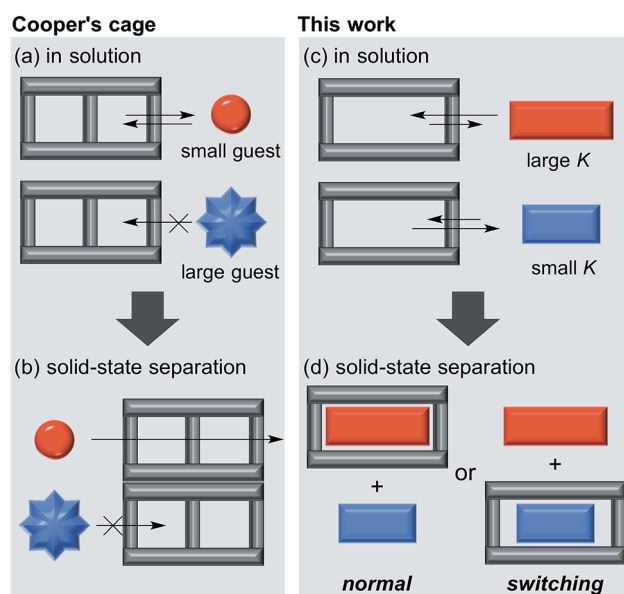 Cooper's cage
(a) in solution
small guest
large guest
(b) solid-state separation
This work
(c) in solution
large K
small K
(d) solid-state separation
+
or
+
normal
switching